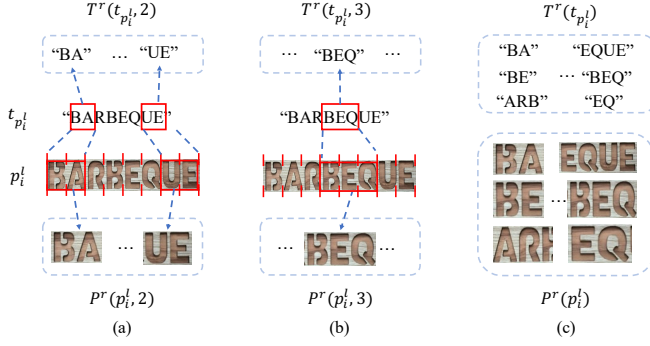 T^r(t_{p_i^l}, 2) T^r(t_{p_i^l}, 3) T^r(t_{p_i^l})
“BA” ... “UE” ... “BEQ” ... “BA” “EQUE”
“BE” ... “BEQ”
“ARB” “EQ”
t_{p_i^l} “BARBEQUE” “BARBEQUE”
p_i^l BARBEQUE BARBEQUE
BA EQUE
BE ... BEQ
ARB EQ
BA ... UE ... BEQ ...
P^r(p_i^l, 2) P^r(p_i^l, 3) P^r(p_i^l)
(a) (b) (c)